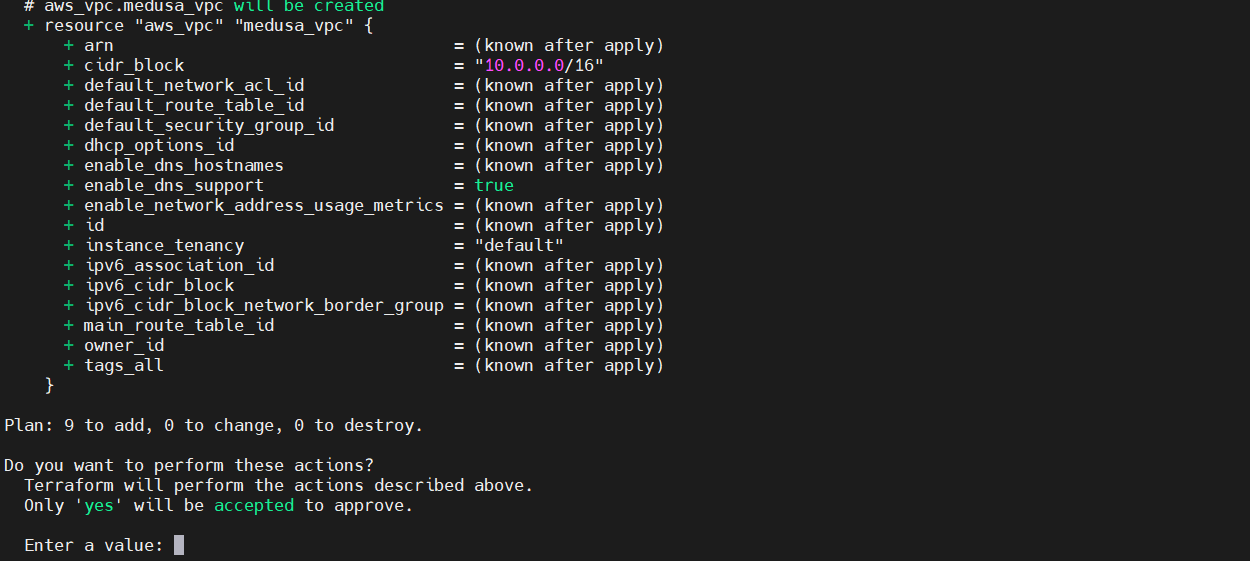 # aws_vpc.medusa_vpc will be created
+ resource "aws_vpc" "medusa_vpc" {
+ arn = (known after apply)
+ cidr_block = "10.0.0.0/16"
+ default_network_acl_id = (known after apply)
+ default_route_table_id = (known after apply)
+ default_security_group_id = (known after apply)
+ dhcp_options_id = (known after apply)
+ enable_dns_hostnames = (known after apply)
+ enable_dns_support = true
+ enable_network_address_usage_metrics = (known after apply)
+ id = (known after apply)
+ instance_tenancy = "default"
+ ipv6_association_id = (known after apply)
+ ipv6_cidr_block = (known after apply)
+ ipv6_cidr_block_network_border_group = (known after apply)
+ main_route_table_id = (known after apply)
+ owner_id = (known after apply)
+ tags_all = (known after apply)
}
Plan: 9 to add, 0 to change, 0 to destroy.
Do you want to perform these actions?
Terraform will perform the actions described above.
Only 'yes' will be accepted to approve.
Enter a value: